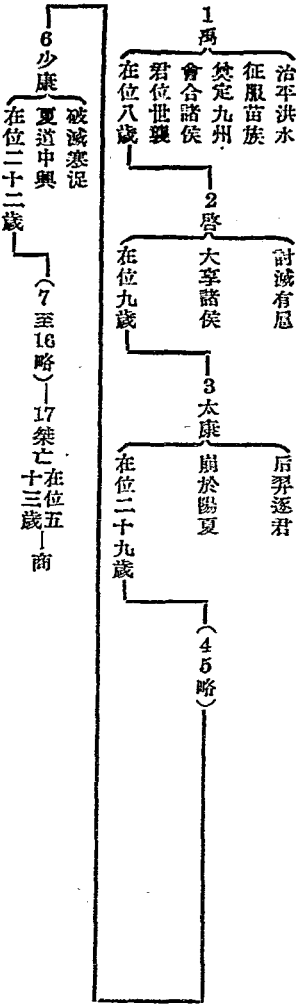 1禹
治平洪水
征服苗族
奠定九州
會合諸侯
君位世襲
在位八歲
2啓
討滅有扈
大享諸侯
在位九歲
3太康
后羿逐君
崩於陽夏
在位二十九歲
(45略)
6少康
破滅寒浞
夏道中興
在位二十二歲
(7至16略)
17桀亡
在位五
十三歲
商